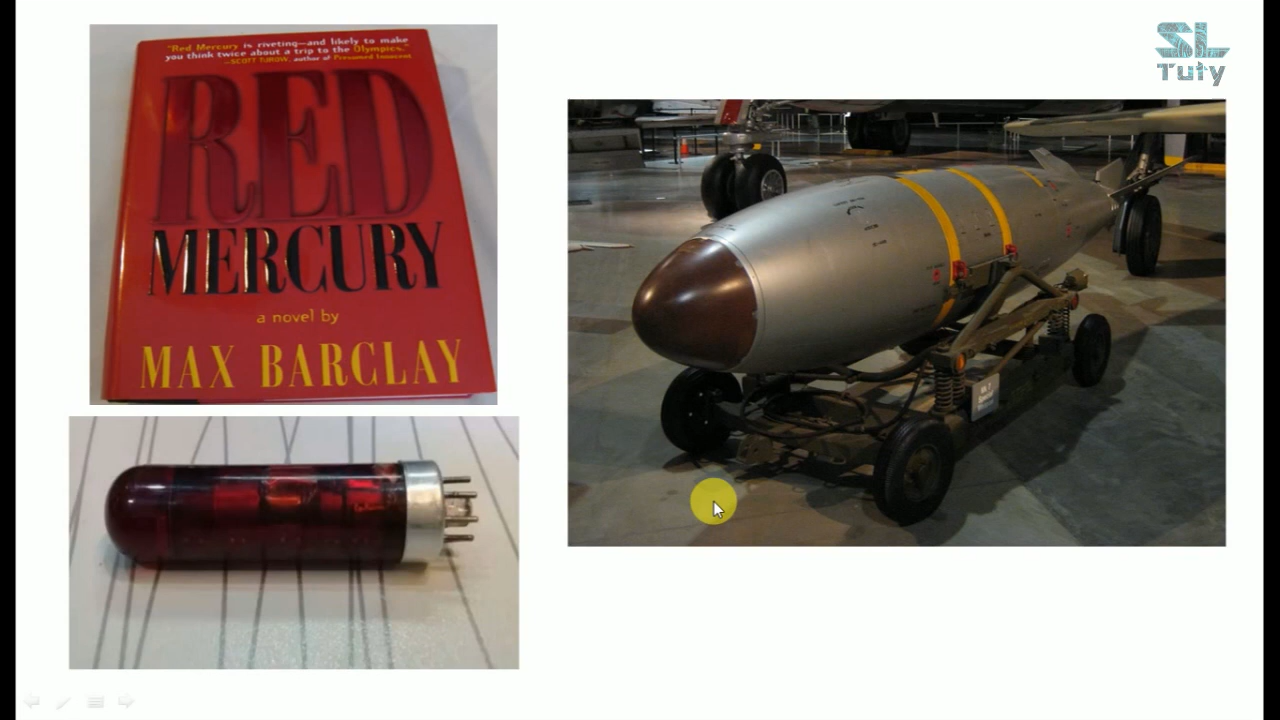 "Red Mercury is riveting—and likely to make
you think twice about a trip to the Olympics."
—SCOTT TUROW, author of Presumed Innocent
RED
MERCURY
a novel by
MAX BARCLAY
SL
Tuty